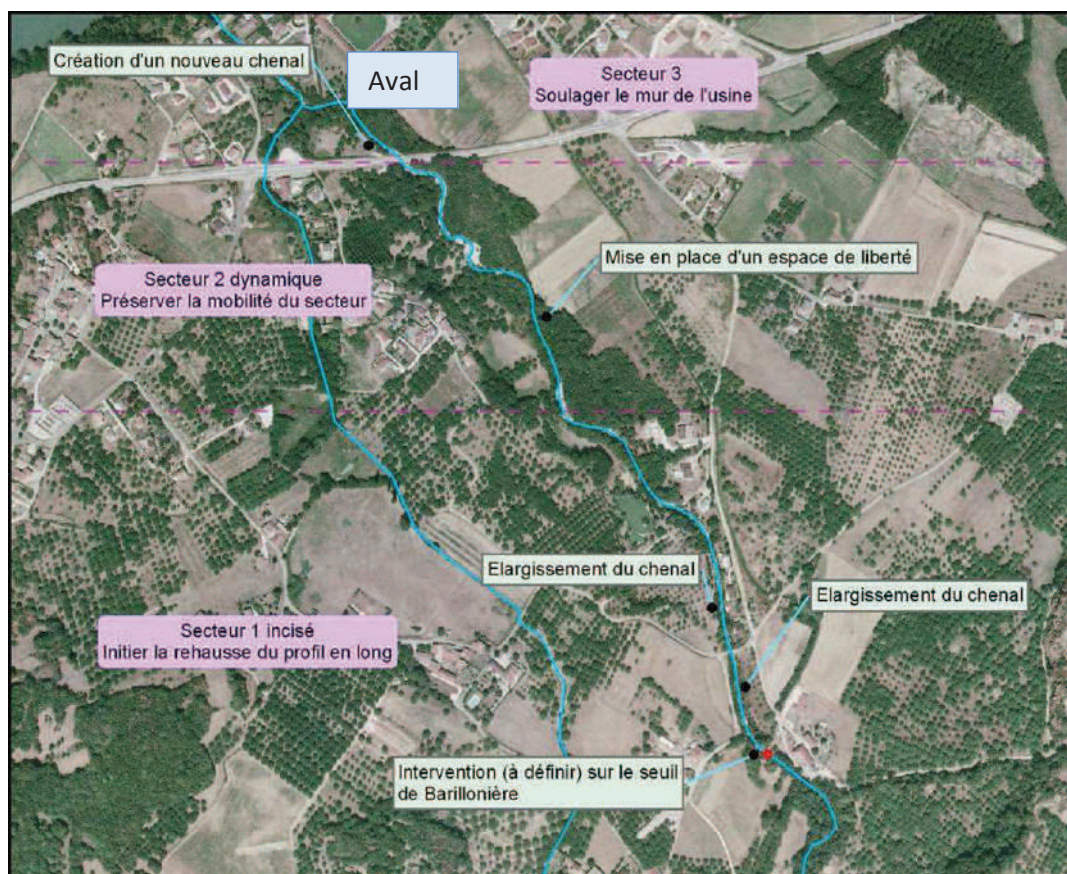 Création d'un nouveau chenal
Aval
Secteur 3
Soulager le mur de l'usine
Mise en place d'un espace de liberté
Secteur 2 dynamique
Préserver la mobilité du secteur
Elargissement du chenal
Elargissement du chenal
Secteur 1 incisé
Initier la rehausse du profil en long
Intervention (à définir) sur le seuil
de Barillonière